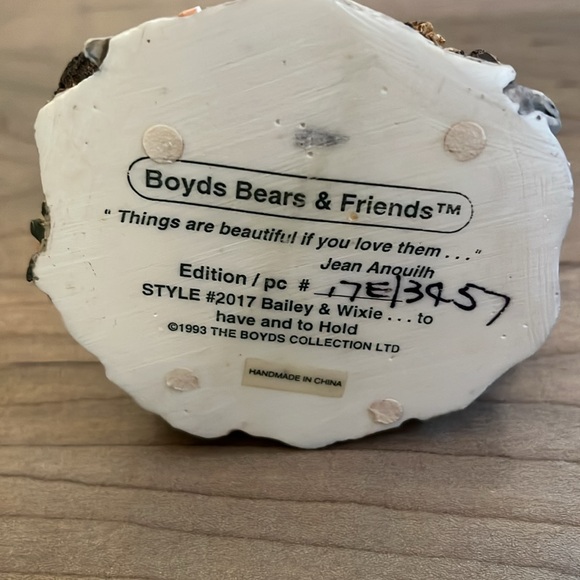 Boyds Bears & Friends™
“Things are beautiful if you love them . . .”
Jean Anouilh
Edition / pc # 17E/3457
STYLE #2017 Bailey & Wixie . . . to
have and to Hold
©1993 THE BOYDS COLLECTION LTD
HANDMADE IN CHINA